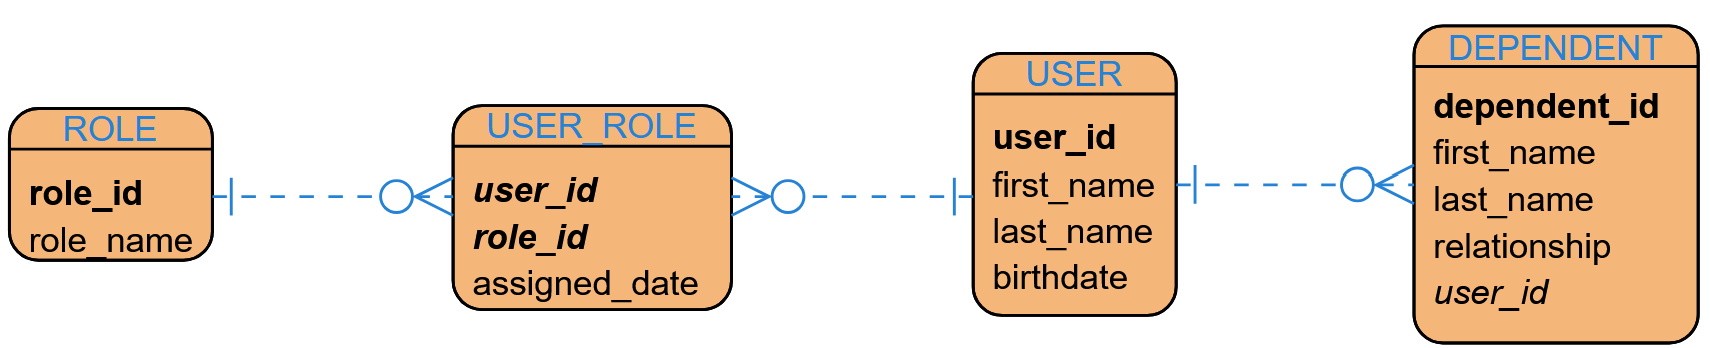 ROLE
role_id
role_name
USER_ROLE
user_id
role_id
assigned_date
USER
user_id
first_name
last_name
birthdate
DEPENDENT
dependent_id
first_name
last_name
relationship
user_id